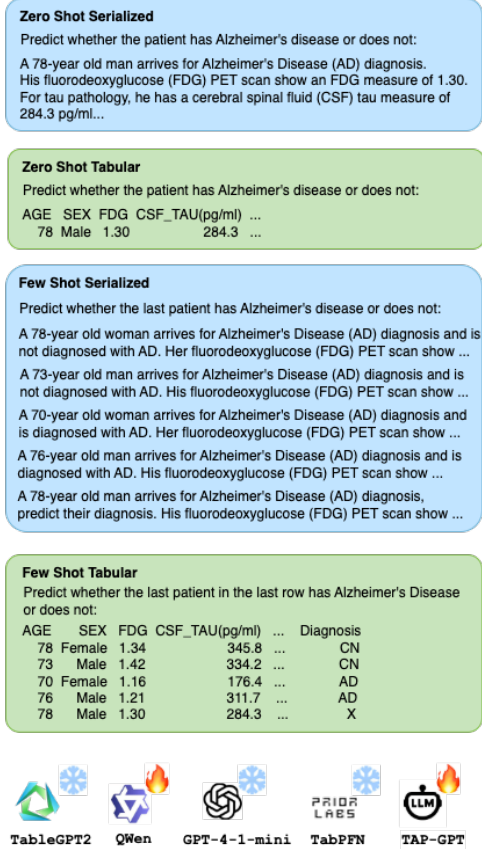 Zero Shot Serialized
Predict whether the patient has Alzheimer's disease or does not:
A 78-year old man arrives for Alzheimer's Disease (AD) diagnosis.
His fluorodeoxyglucose (FDG) PET scan show an FDG measure of 1.30.
For tau pathology, he has a cerebral spinal fluid (CSF) tau measure of
284.3 pg/ml...
Zero Shot Tabular
Predict whether the patient has Alzheimer's disease or does not:
AGE SEX FDG CSF_TAU(pg/ml) ...
78 Male 1.30 284.3 ...
Few Shot Serialized
Predict whether the last patient has Alzheimer's disease or does not:
A 78-year old woman arrives for Alzheimer's Disease (AD) diagnosis and is
not diagnosed with AD. Her fluorodeoxyglucose (FDG) PET scan show ...
A 73-year old man arrives for Alzheimer's Disease (AD) diagnosis and is
not diagnosed with AD. His fluorodeoxyglucose (FDG) PET scan show ...
A 70-year old woman arrives for Alzheimer's Disease (AD) diagnosis and
is diagnosed with AD. Her fluorodeoxyglucose (FDG) PET scan show ...
A 76-year old man arrives for Alzheimer's Disease (AD) diagnosis and is
diagnosed with AD. His fluorodeoxyglucose (FDG) PET scan show ...
A 78-year old man arrives for Alzheimer's Disease (AD) diagnosis,
predict their diagnosis. His fluorodeoxyglucose (FDG) PET scan show ...
Few Shot Tabular
Predict whether the last patient in the last row has Alzheimer's Disease
or does not:
AGE SEX FDG CSF_TAU(pg/ml) ... Diagnosis
78 Female 1.34 345.8 ... CN
73 Male 1.42 334.2 ... CN
70 Female 1.16 176.4 ... AD
76 Male 1.21 311.7 ... AD
78 Male 1.30 284.3 ... X
PRIOR
LABS
LLM
TableGPT2 QWen GPT-4-1-mini TabPFN TAP-GPT